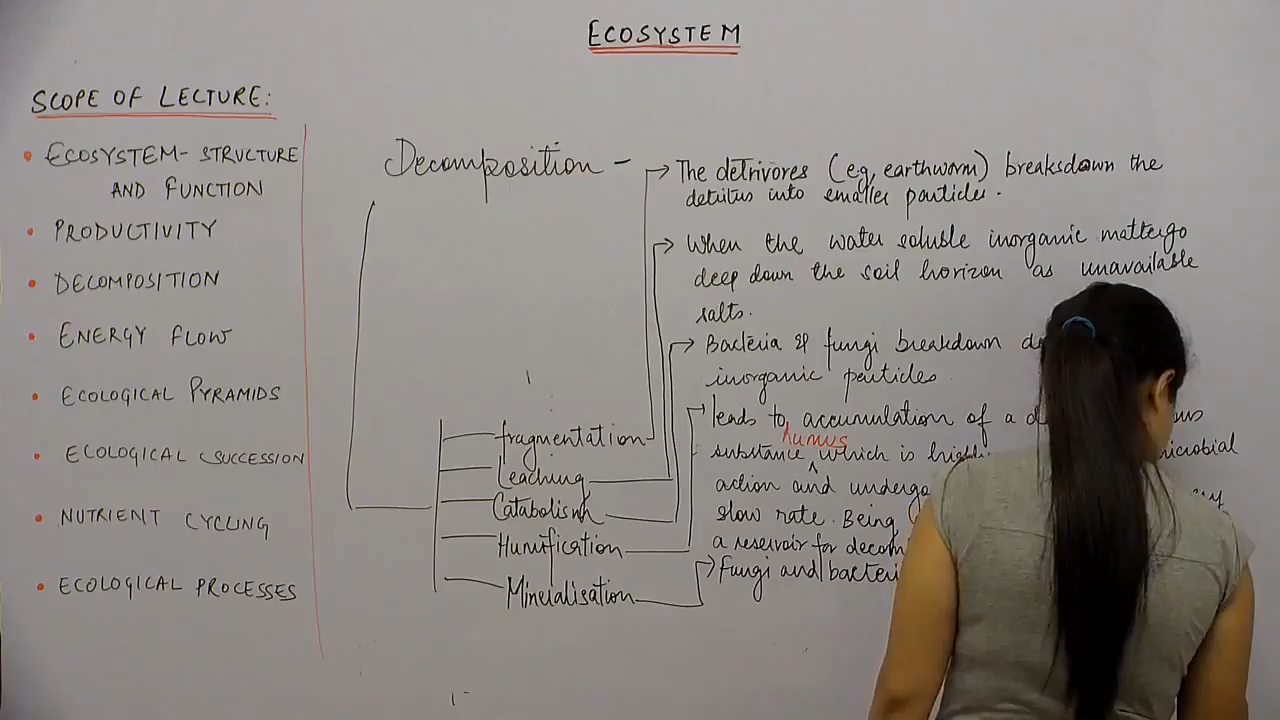 ECOSYSTEM
SCOPE OF LECTURE:
ECOSYSTEM- STRUCTURE
AND FUNCTION
PRODUCTIVITY
DECOMPOSITION
ENERGY FLOW
ECOLOGICAL PYRAMIDS
ECOLOGICAL SUCCESSION
NUTRIENT CYCLING
ECOLOGICAL PROCESSES
Decomposition -
fragmentation
Leaching
Catabolism
Humification
Mineralisation
The detrivores (eg, earthworm) breaksdown the
detritus into smaller particles.
When the water soluble inorganic matter go
deep down the soil horizon as unavailable
salts.
Bacteria & fungi breakdown
inorganic particles
leads to accumulation of a
humus
substance which is microbial
action and
slow rate. Being
a reservoir for
fungi and